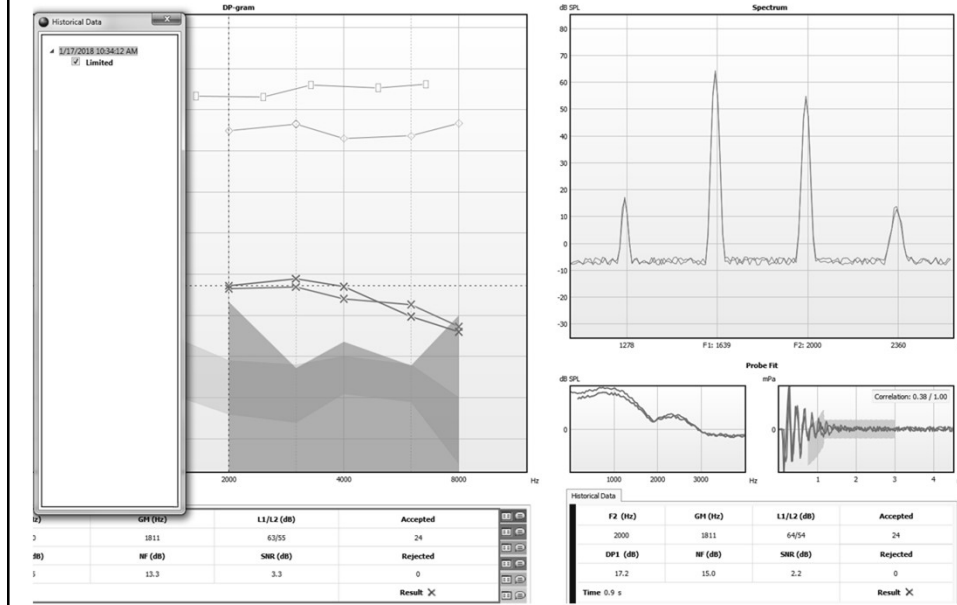 DP-gram
Historical Data
1/17/2018 10:34:12 AM
Limited
2000
4000
8000
Hz
dB SPL
Spectrum
80
70
60
50
40
30
20
10
0
-10
-20
-30
1278
F1: 1639
F2: 2000
2360
Probe Fit
dB SPL
0
1000
2000
3000
Hz
mPa
Correlation: 0.38 / 1.00
0
1
2
3
4
GM (Hz) L1/L2 (dB) Accepted
1811 63/55 24
NF (dB) SNR (dB) Rejected
13.3 3.3 0
Result
Historical Data
F2 (Hz) GM (Hz) L1/L2 (dB) Accepted
2000 1811 64/54 24
DP1 (dB) NF (dB) SNR (dB) Rejected
17.2 15.0 2.2 0
Time 0.9 s Result